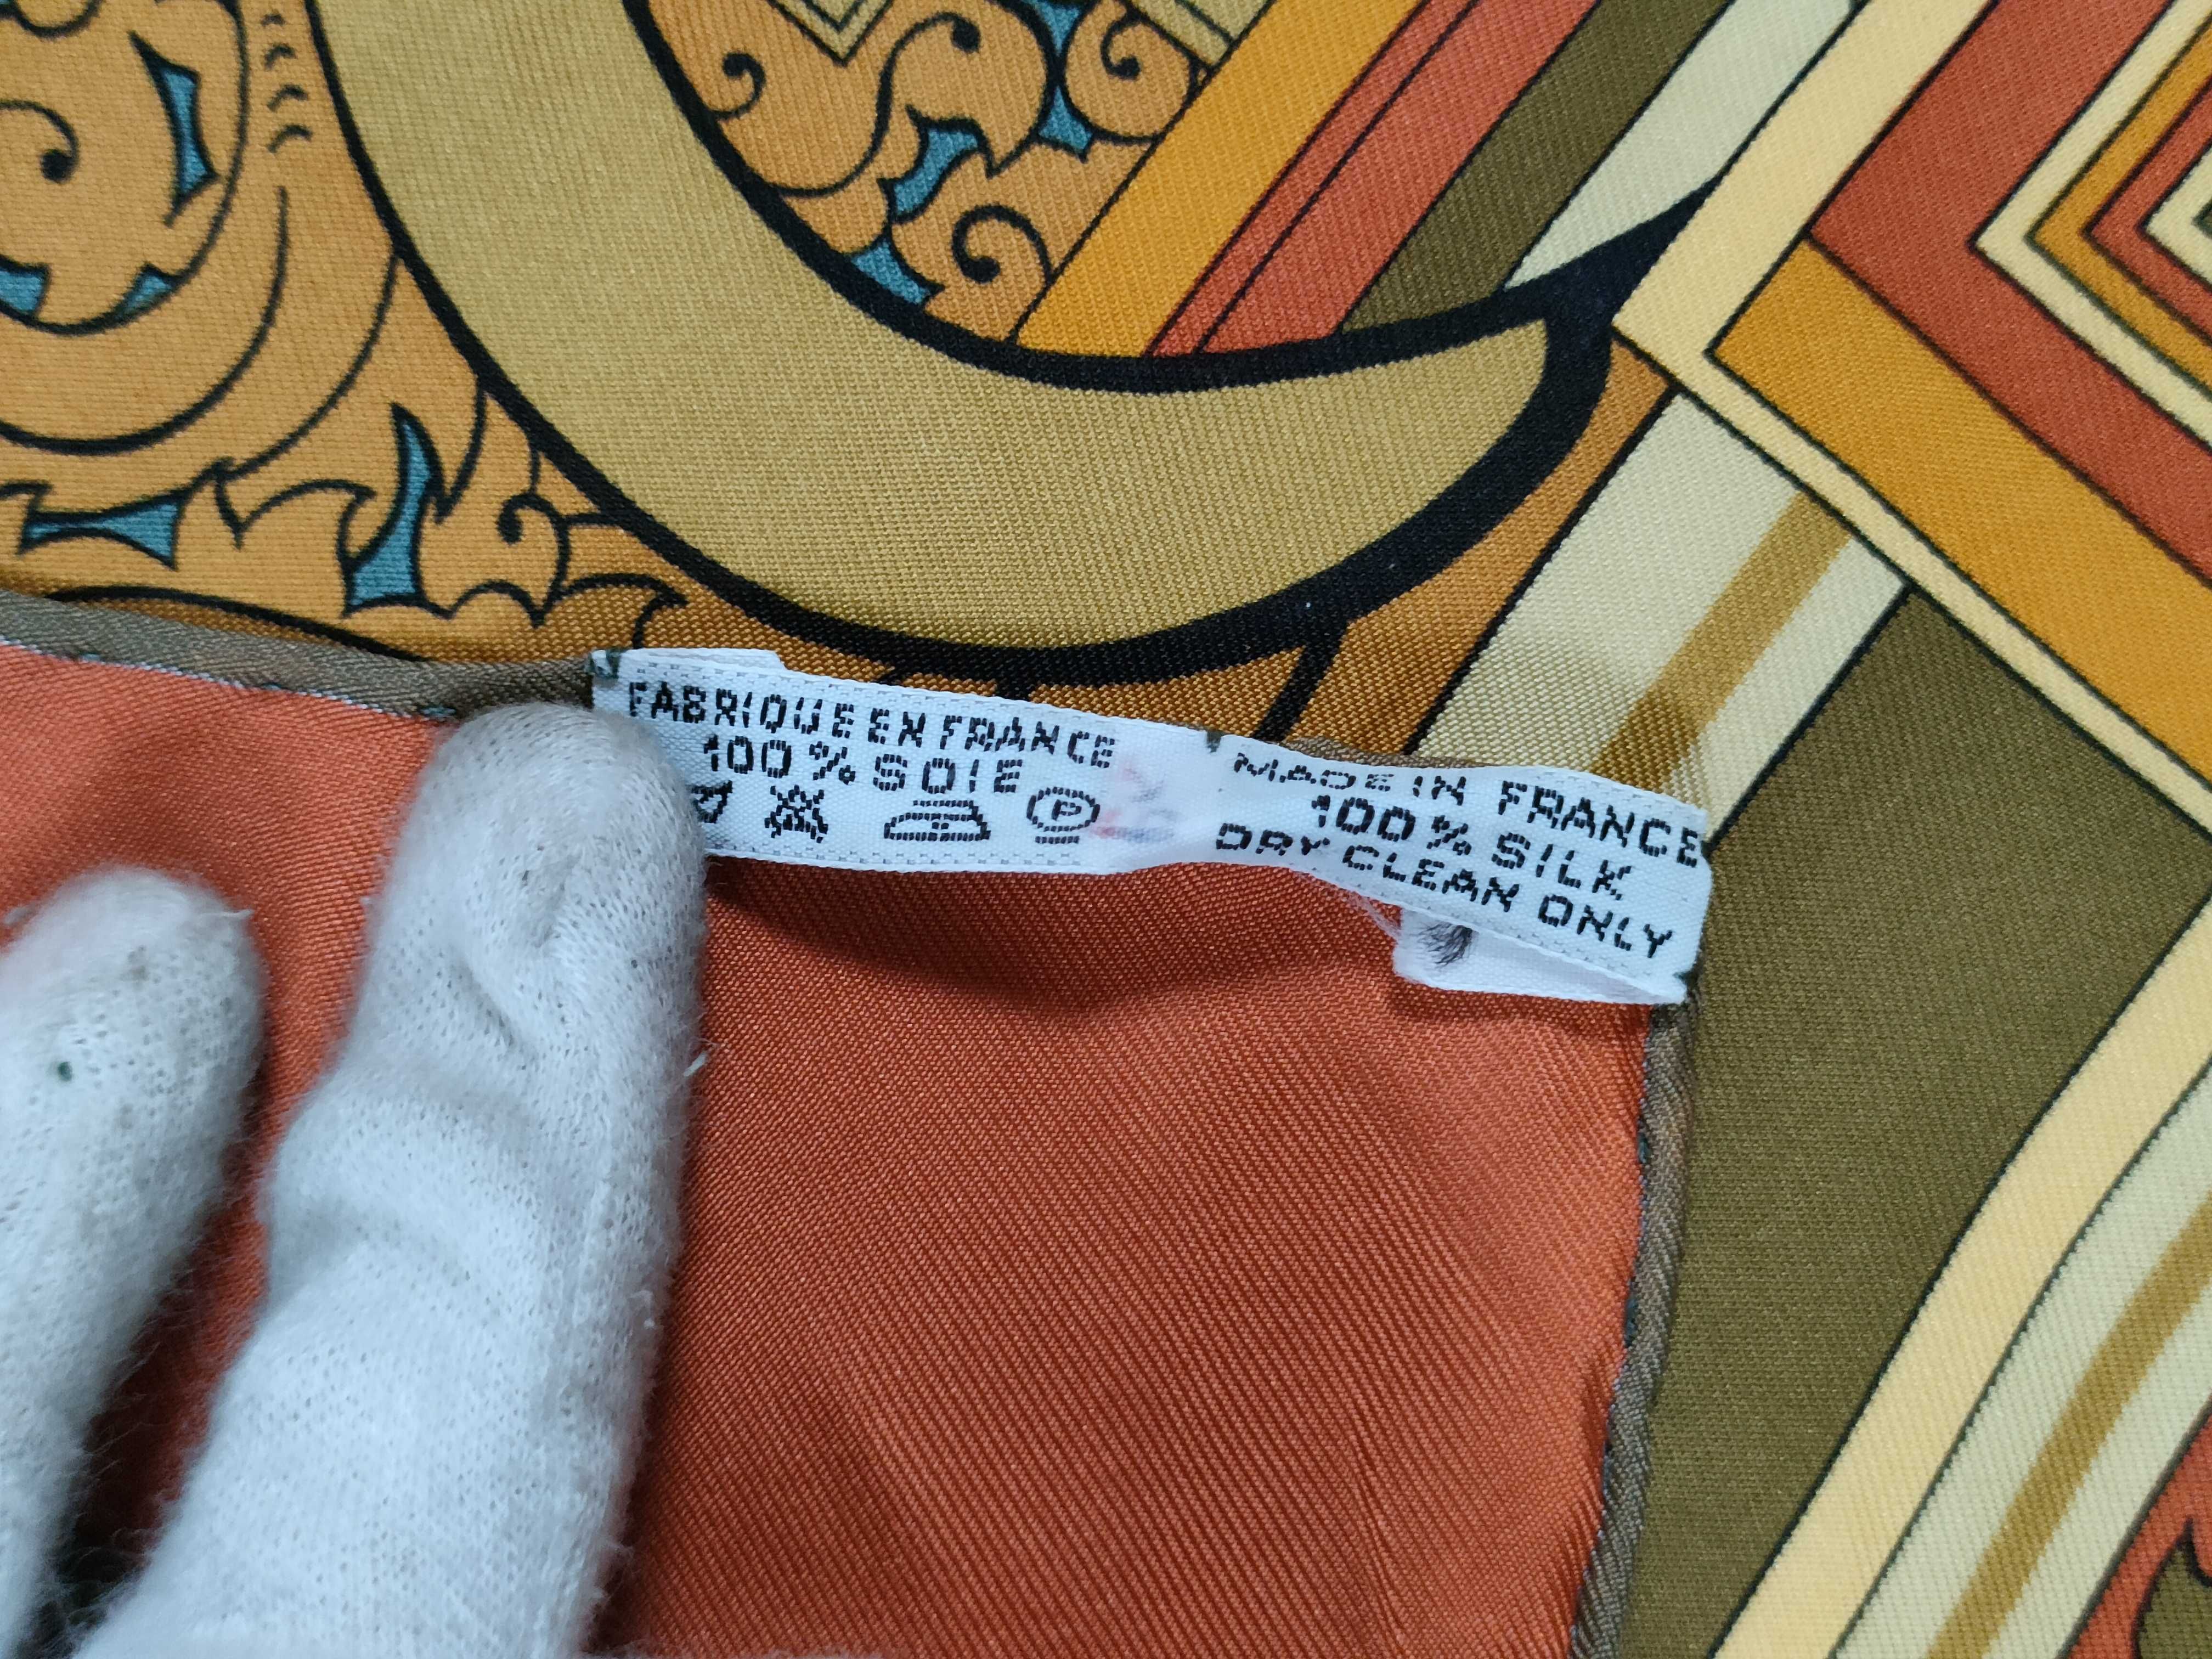 FABRIQUE EN FRANCE
100 % SOIE
P
MADE IN FRANCE
100 % SILK
DRY CLEAN ONLY